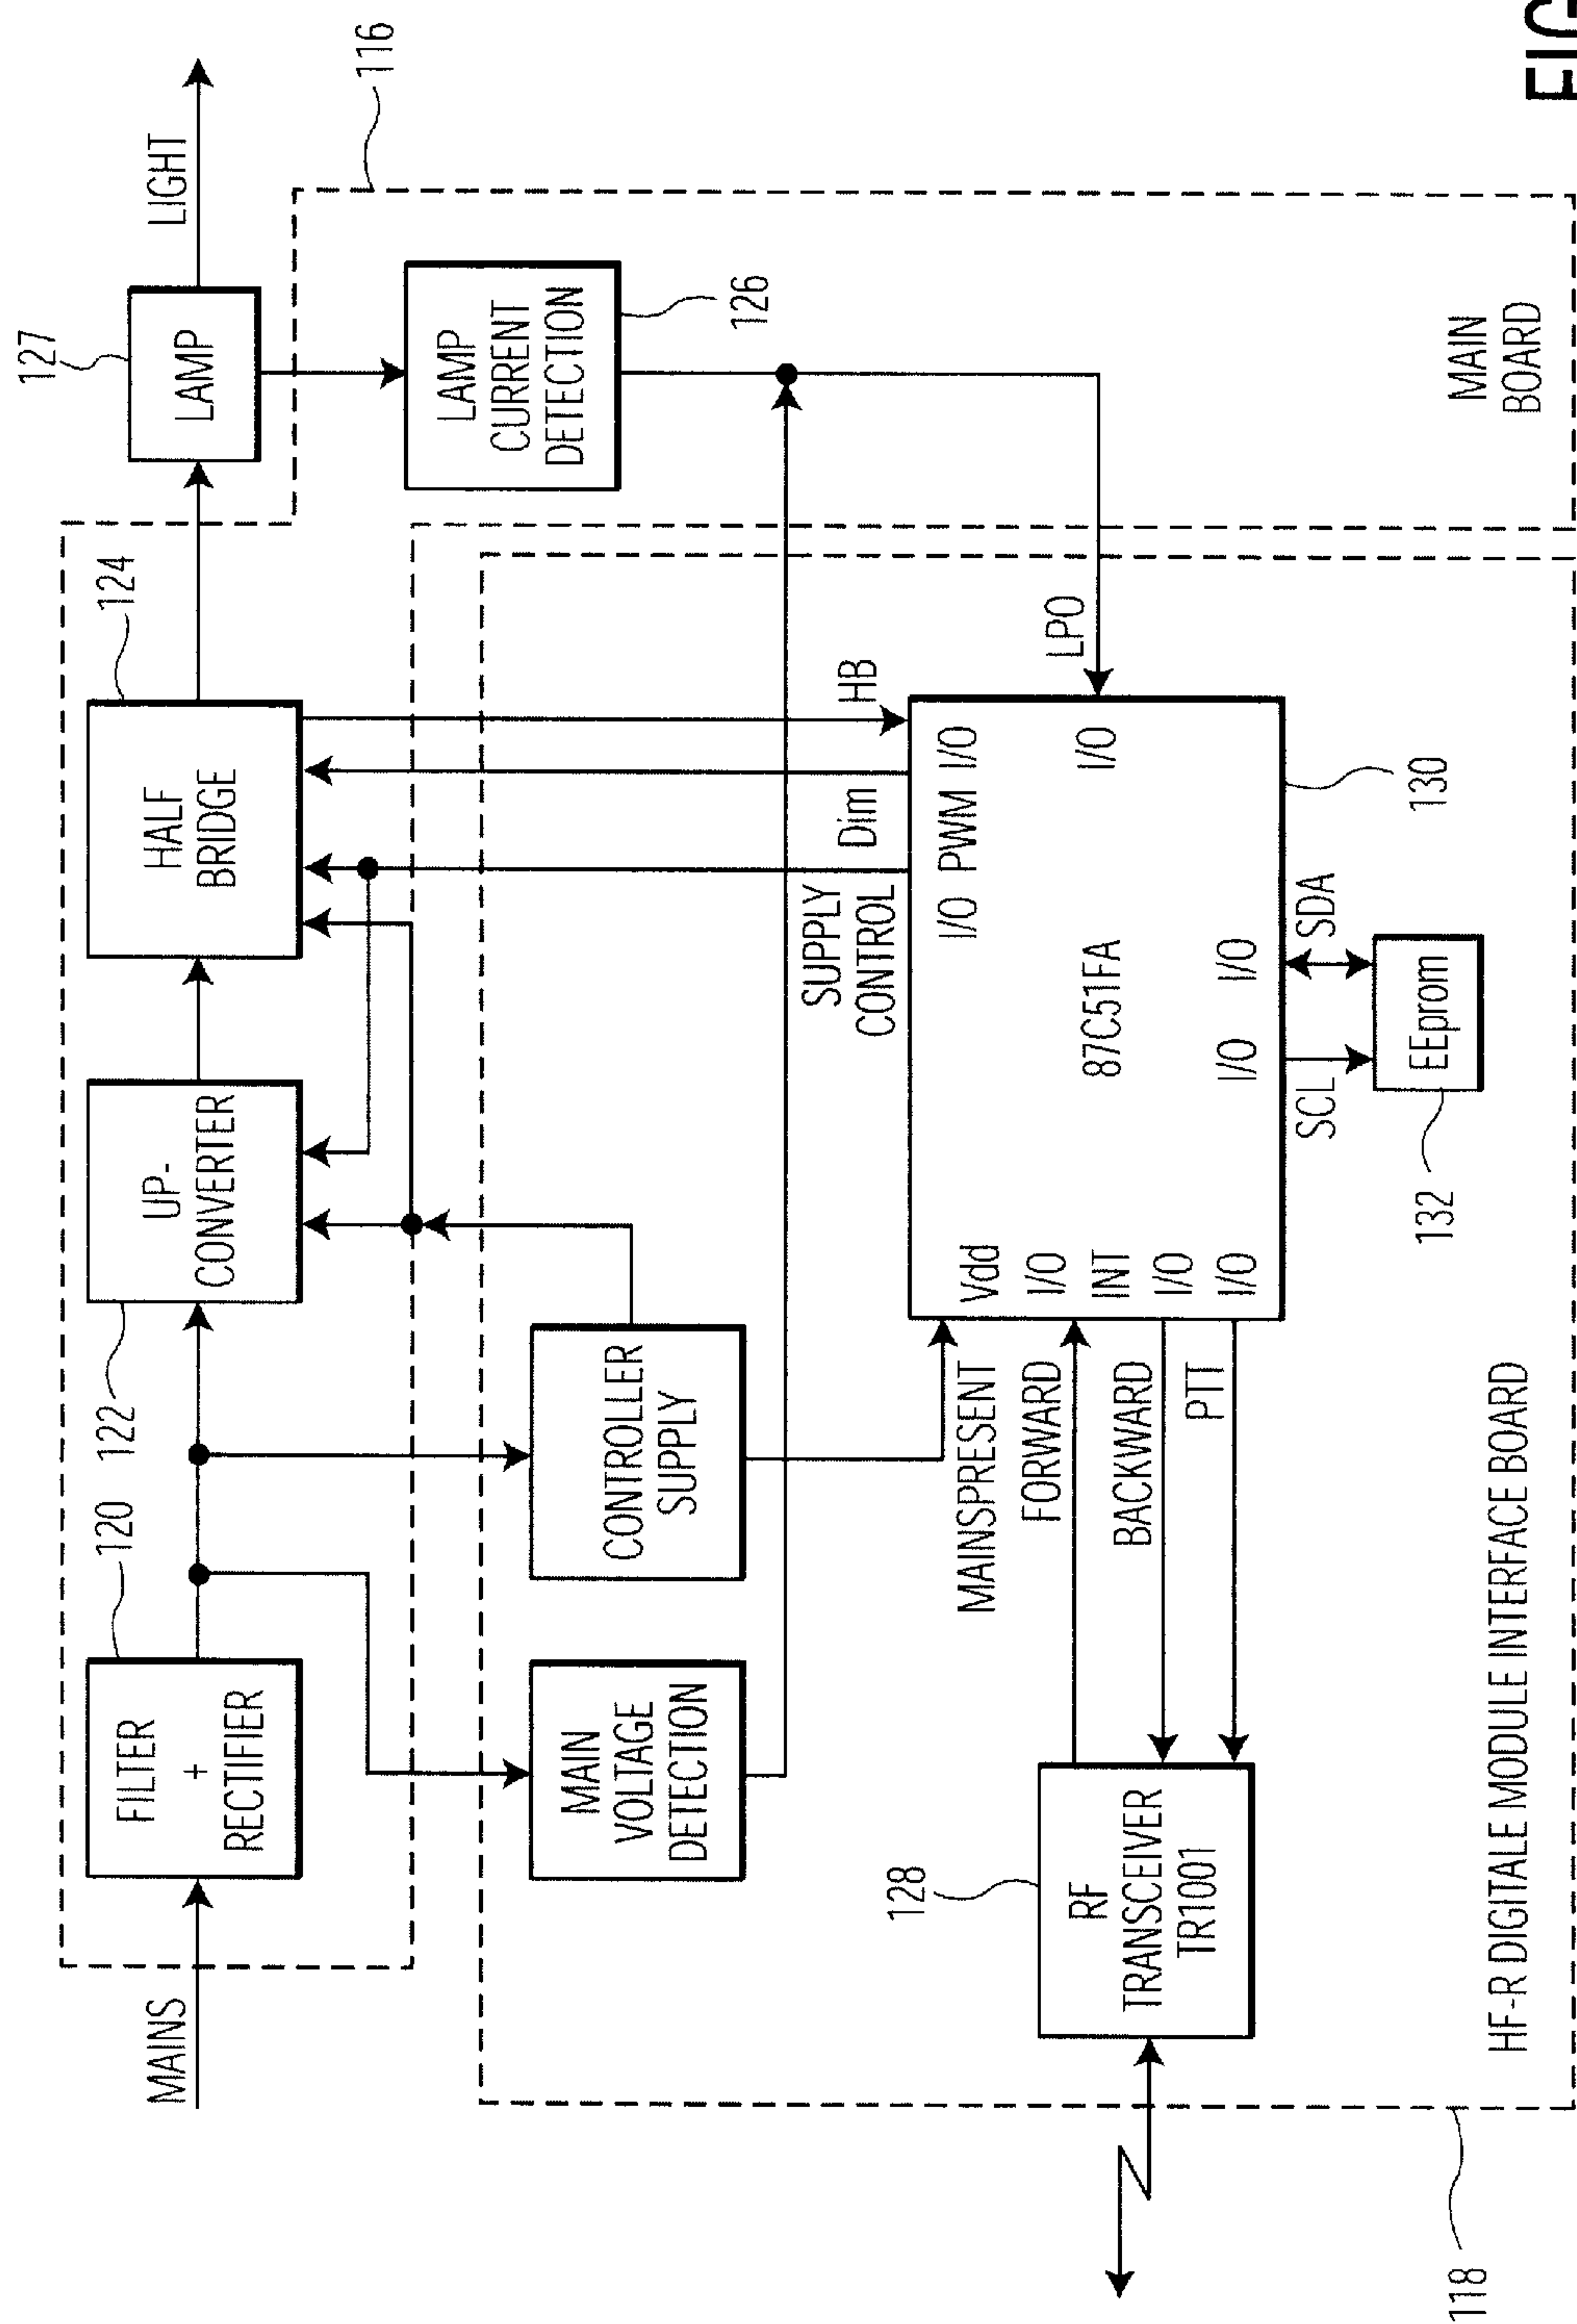 MAINS
FILTER
+
RECTIFIER
120
UP-
CONVERTER
122
HALF
BRIDGE
124
LAMP
127
LIGHT
116
MAIN
VOLTAGE
DETECTION
CONTROLLER
SUPPLY
LAMP
CURRENT
DETECTION
126
SUPPLY
CONTROL
Dim
HB
LPO
MAINSPRESENT
FORWARD
BACKWARD
PTT
Vdd
I/O
INT
I/O
I/O
I/O PWM I/O
I/O
87C51FA
I/O I/O
130
SCL
SDA
EEprom
132
RF
TRANSCEIVER
TR1001
128
HF-R DIGITALE MODULE INTERFACE BOARD
118
MAIN
BOARD